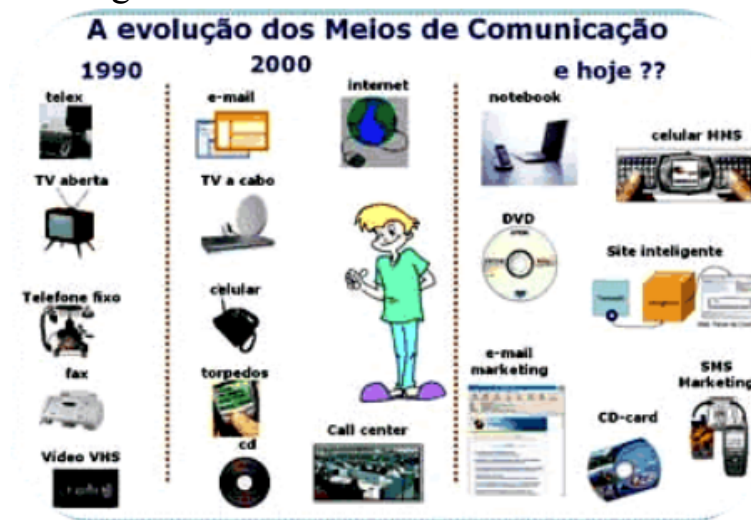 A evolução dos Meios de Comunicação
1990
telex
TV aberta
Telefone fixo
fax
Vídeo VHS
2000
e-mail
internet
TV a cabo
celular
torpedos
cd
Call center
e hoje ??
notebook
celular MMS
DVD
Site inteligente
e-mail
marketing
CD-card
SMS
Marketing